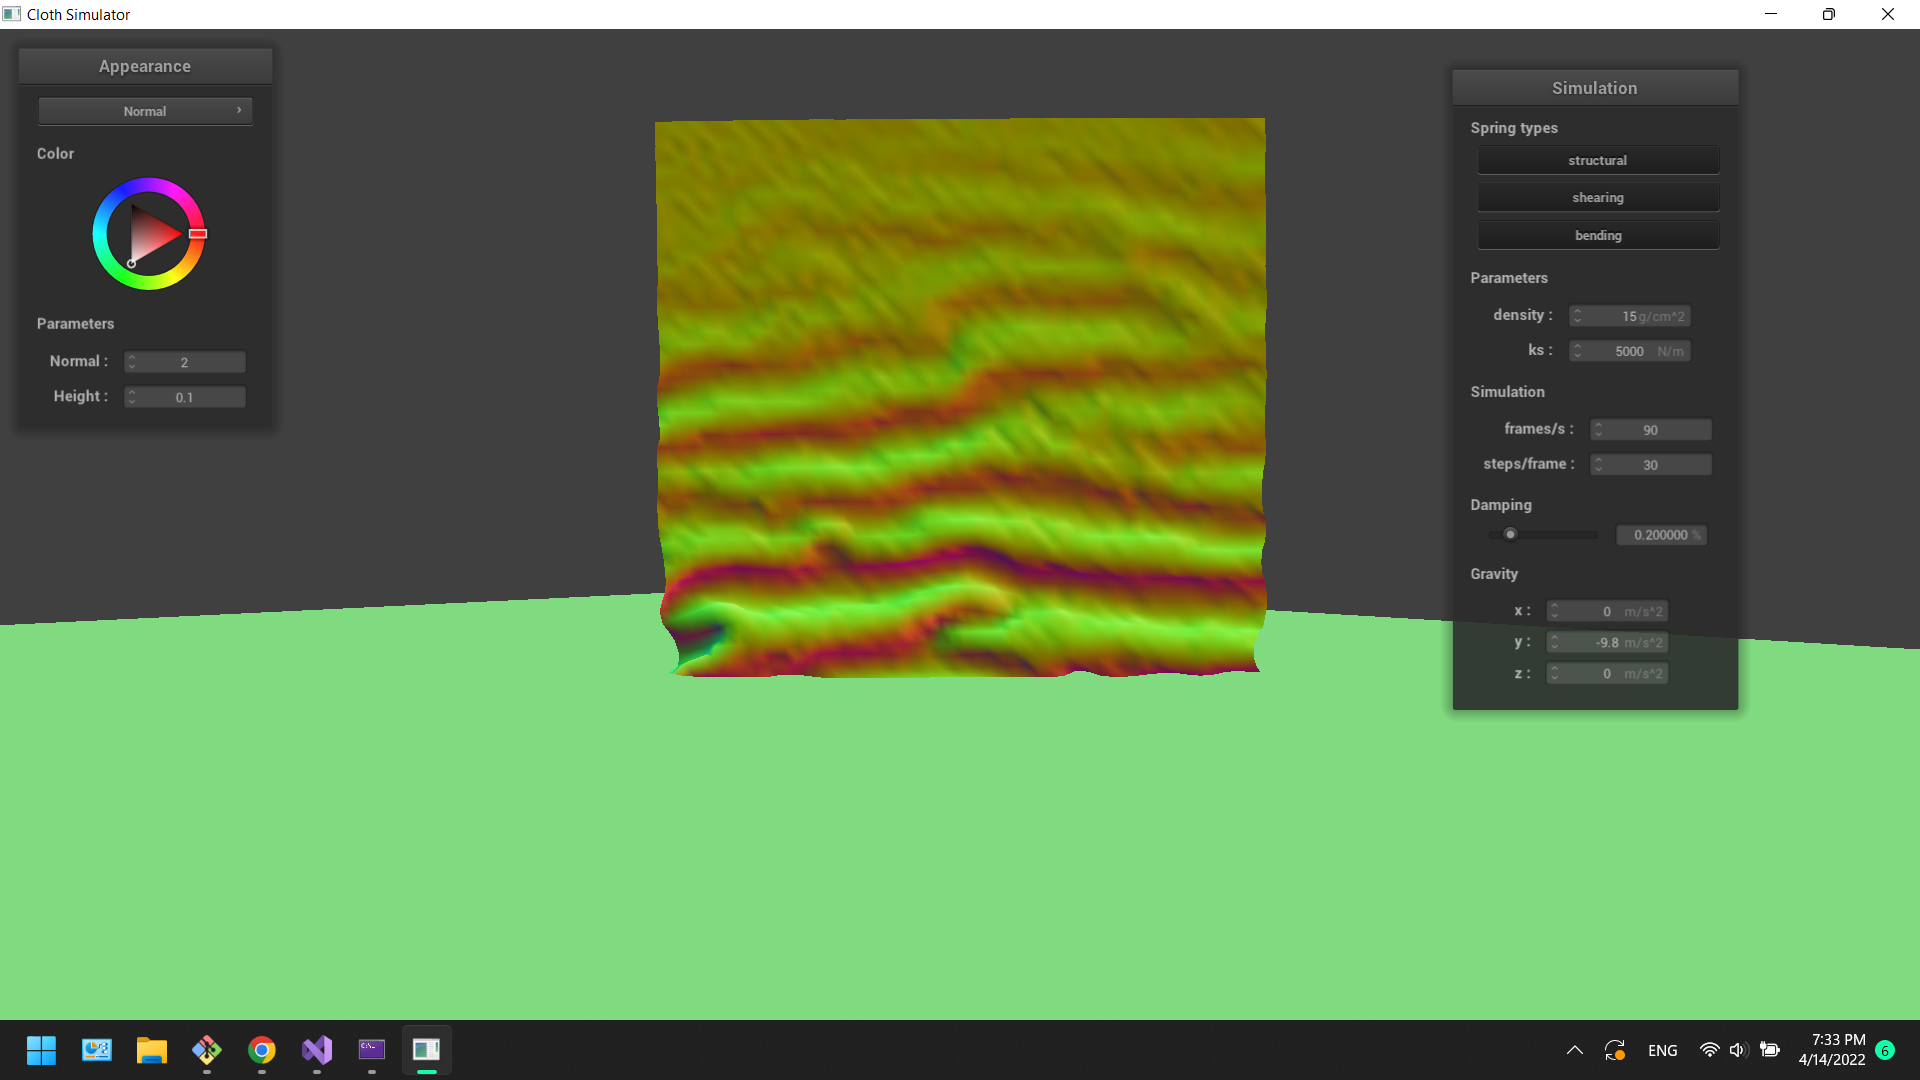 Cloth Simulator
Appearance
Normal
Color
Parameters
Normal : 2
Height : 0.1
Simulation
Spring types
structural
shearing
bending
Parameters
density : 15 g/cm^2
ks : 5000 N/m
Simulation
frames/s : 90
steps/frame : 30
Damping
0.200000 %
Gravity
x : 0 m/s^2
y : -9.8 m/s^2
z : 0 m/s^2
ENG
7:33 PM
4/14/2022
6